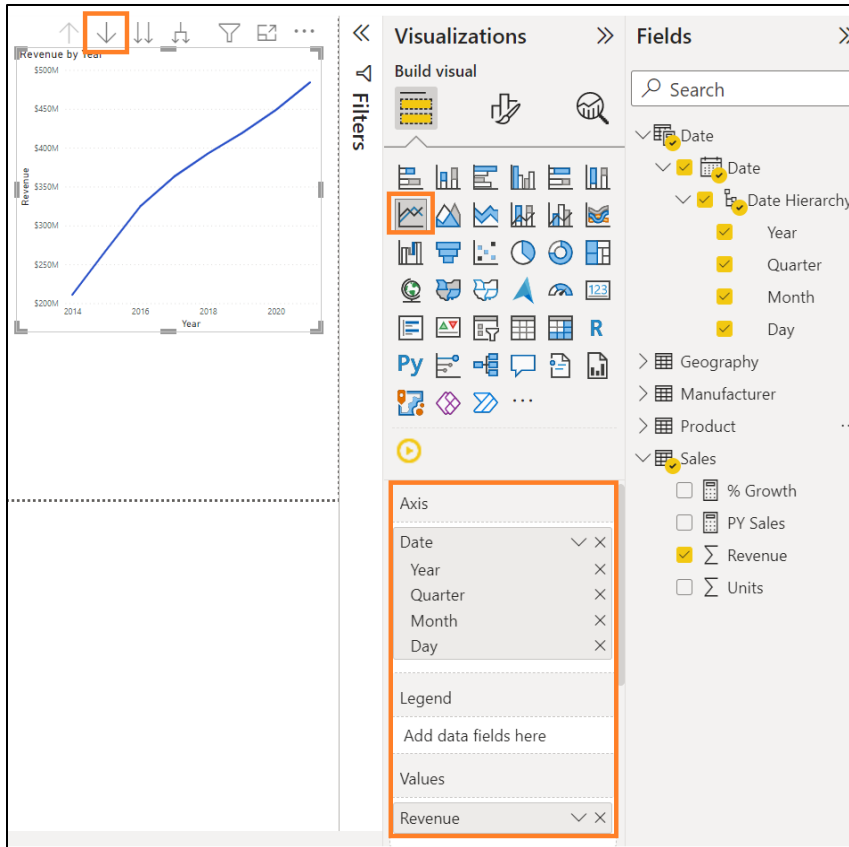 Revenue by Year
$500M
$450M
$400M
$350M
$300M
$250M
$200M
Revenue
2014 2016 2018 2020
Year
Filters
Visualizations
Build visual
123
R
Py
...
Axis
Date
Year
Quarter
Month
Day
Legend
Add data fields here
Values
Revenue
Fields
Search
Date
Date
Date Hierarchy
Year
Quarter
Month
Day
Geography
Manufacturer
Product
Sales
% Growth
PY Sales
Revenue
Units